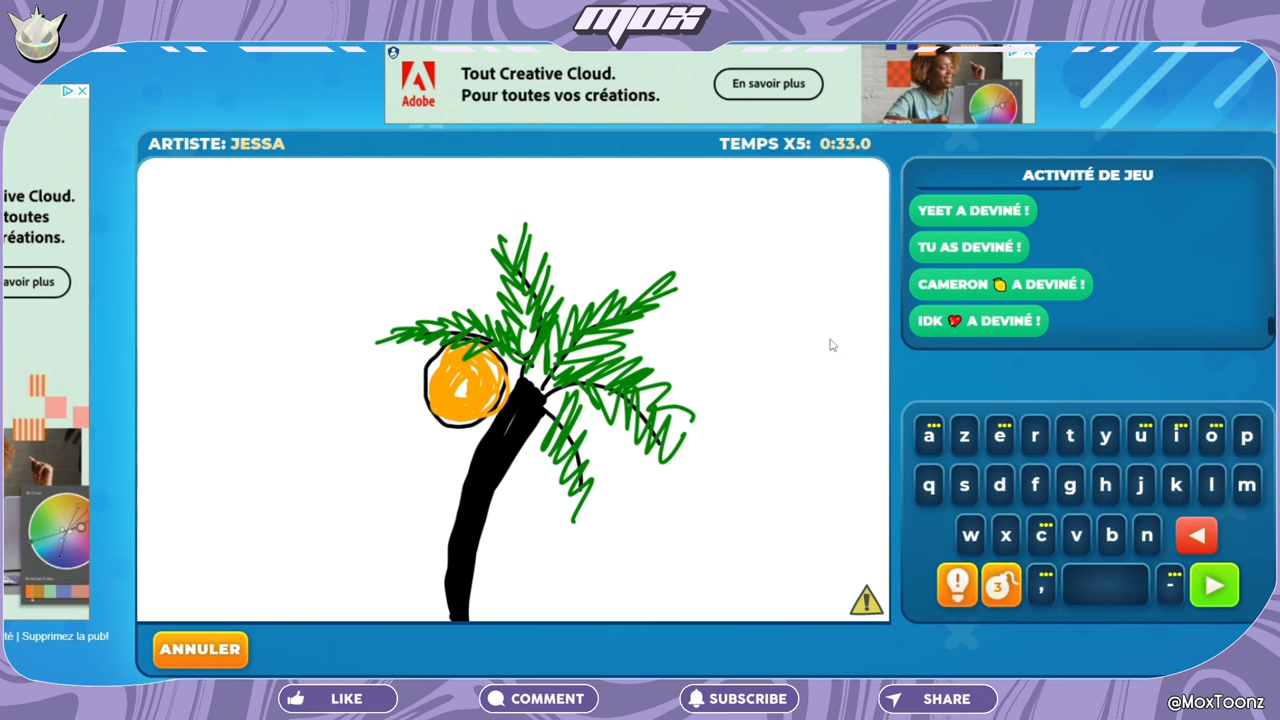 MOX
Adobe
Tout Creative Cloud.
Pour toutes vos créations.
En savoir plus
ive Cloud.
toutes
réations.
avoir plus
té | Supprimez la publ
ARTISTE: JESSA
TEMPS X5: 0:33.0
ACTIVITÉ DE JEU
YEET A DEVINÉ !
TU AS DEVINÉ !
CAMERON 🍋 A DEVINÉ !
IDK ❤️ A DEVINÉ !
a z e r t y u i o p
q s d f g h j k l m
w x c v b n
3 , -
ANNULER
LIKE
COMMENT
SUBSCRIBE
SHARE
@MoxToonz